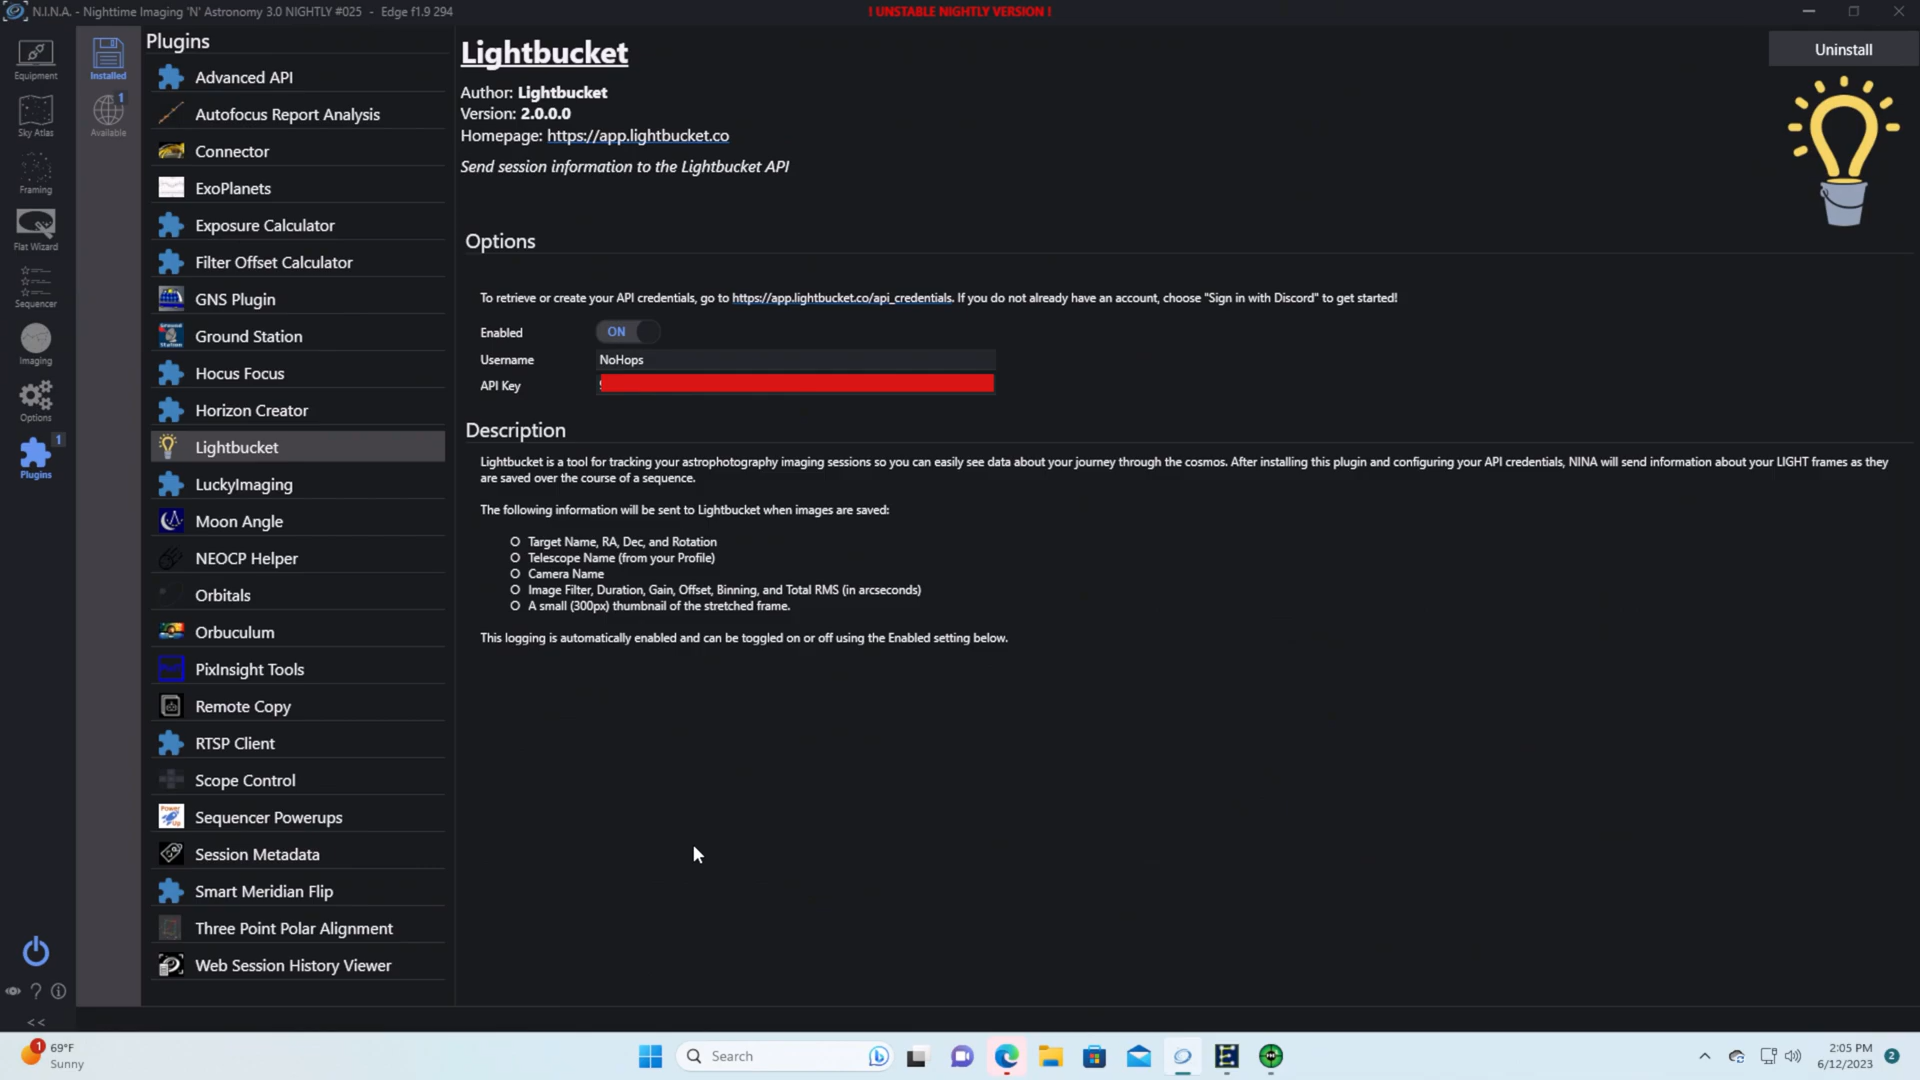 N.I.N.A. - Nighttime Imaging 'N' Astronomy 3.0 NIGHTLY #025 - Edge f1.9 294
! UNSTABLE NIGHTLY VERSION !
Equipment
Sky Atlas
Framing
Flat Wizard
Sequencer
Imaging
Options
1
Plugins
<<
Installed
1
Available
Plugins
Advanced API
Autofocus Report Analysis
Connector
ExoPlanets
Exposure Calculator
Filter Offset Calculator
GNS Plugin
Ground Station
Hocus Focus
Horizon Creator
Lightbucket
LuckyImaging
Moon Angle
NEOCP Helper
Orbitals
Orbuculum
PixInsight Tools
Remote Copy
RTSP Client
Scope Control
Sequencer Powerups
Session Metadata
Smart Meridian Flip
Three Point Polar Alignment
Web Session History Viewer
Lightbucket
Uninstall
Author: Lightbucket
Version: 2.0.0.0
Homepage: https://app.lightbucket.co
Send session information to the Lightbucket API
Options
To retrieve or create your API credentials, go to https://app.lightbucket.co/api_credentials. If you do not already have an account, choose "Sign in with Discord" to get started!
Enabled ON
Username NoHops
API Key
Description
Lightbucket is a tool for tracking your astrophotography imaging sessions so you can easily see data about your journey through the cosmos. After installing this plugin and configuring your API credentials, NINA will send information about your LIGHT frames as they
are saved over the course of a sequence.
The following information will be sent to Lightbucket when images are saved:
Target Name, RA, Dec, and Rotation
Telescope Name (from your Profile)
Camera Name
Image Filter, Duration, Gain, Offset, Binning, and Total RMS (in arcseconds)
A small (300px) thumbnail of the stretched frame.
This logging is automatically enabled and can be toggled on or off using the Enabled setting below.
1
69°F
Sunny
Search
2:05 PM
6/12/2023
2